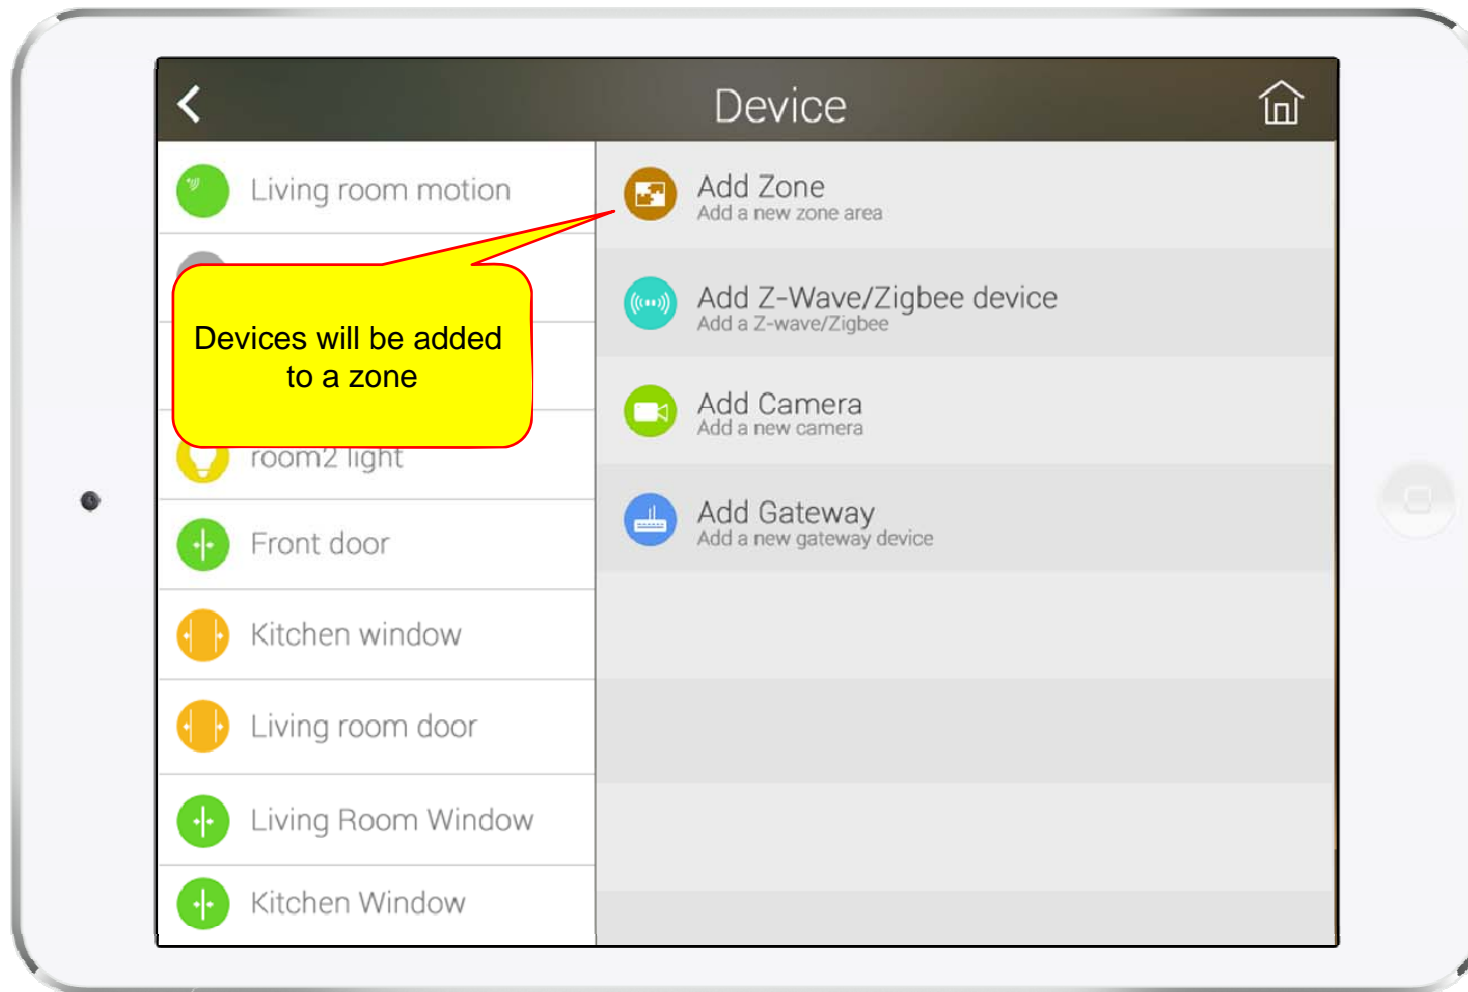 Device
Living room motion
Devices will be added
to a zone
room2 light
Front door
Kitchen window
Living room door
Living Room Window
Kitchen Window
Add Zone
Add a new zone area
Add Z-Wave/Zigbee device
Add a Z-wave/Zigbee
Add Camera
Add a new camera
Add Gateway
Add a new gateway device